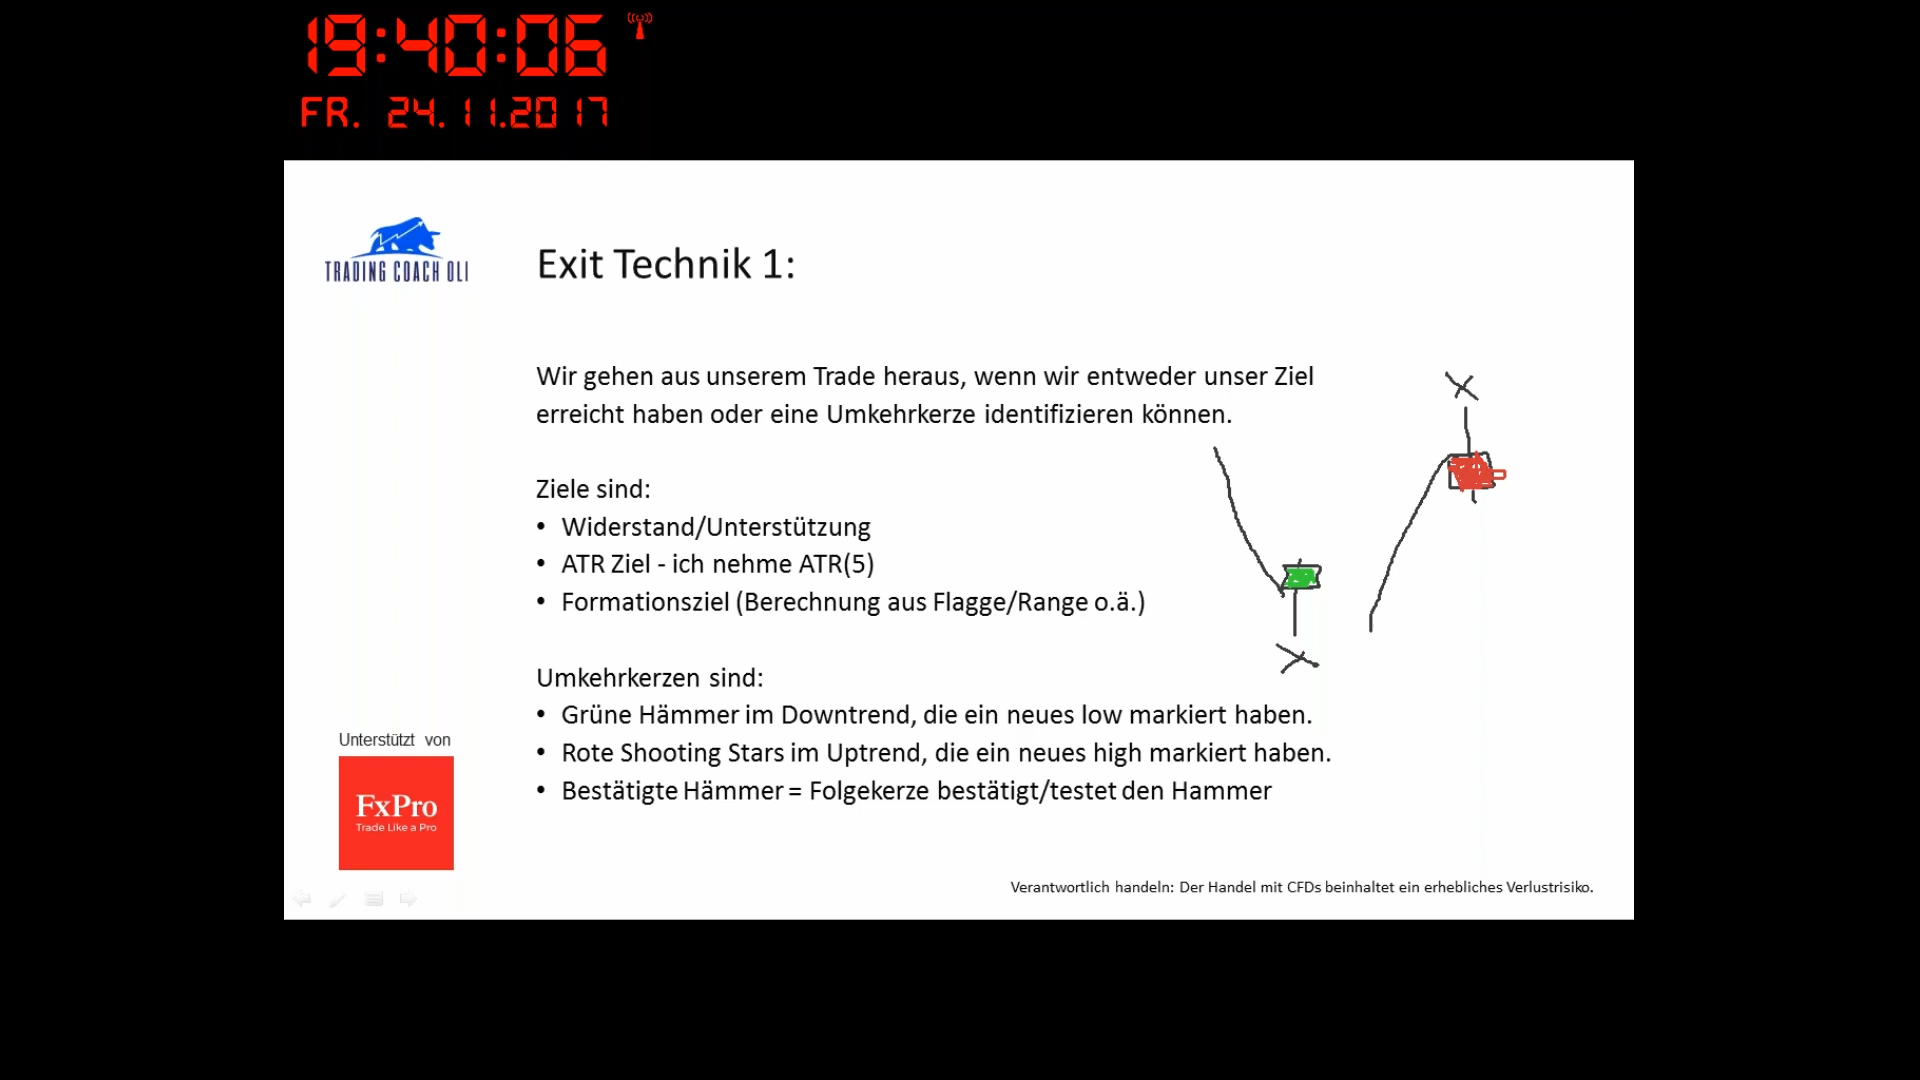 19:40:06
FR. 24.11.2017
TRADING COACH OLI
Exit Technik 1:
Wir gehen aus unserem Trade heraus, wenn wir entweder unser Ziel
erreicht haben oder eine Umkehrkerze identifizieren können.
Ziele sind:
• Widerstand/Unterstützung
• ATR Ziel - ich nehme ATR(5)
• Formationsziel (Berechnung aus Flagge/Range o.ä.)
Umkehrkerzen sind:
• Grüne Hämmer im Downtrend, die ein neues low markiert haben.
• Rote Shooting Stars im Uptrend, die ein neues high markiert haben.
• Bestätigte Hämmer = Folgekerze bestätigt/testet den Hammer
Unterstützt von
FxPro
Trade Like a Pro
Verantwortlich handeln: Der Handel mit CFDs beinhaltet ein erhebliches Verlustrisiko.